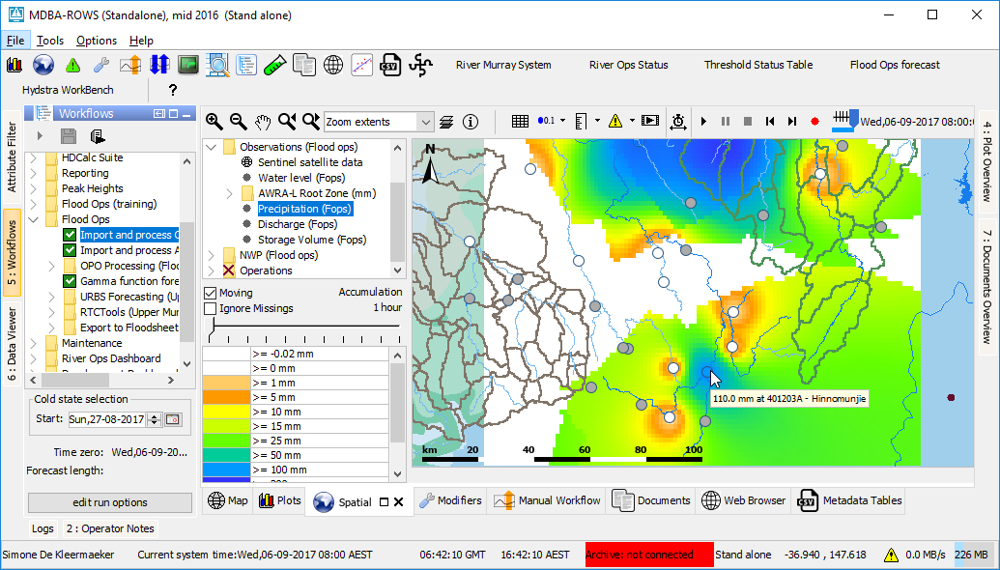 MDBA-ROWS (Standalone), mid 2016 (Stand alone)
File Tools Options Help
River Murray System River Ops Status Threshold Status Table Flood Ops forecast
Hydstra WorkBench ?
Attribute Filter
5 : Workflows
6 : Data Viewer
Workflows
HDCalc Suite
Reporting
Peak Heights
Flood Ops (training)
Flood Ops
Import and process
Import and process
OPO Processing (Floo
Gamma function fore
URBS Forecasting (U
RTCTools (Upper Mur
Export to Floodsheet
Maintenance
River Ops Dashboard
Cold state selection
Start: Sun,27-08-2017
Time zero: Wed,06-09-20...
Forecast length:
edit run options
Logs 2 : Operator Notes
Zoom extents
0.1
Wed,06-09-2017 08:00:
Observations (Flood ops)
Sentinel satellite data
Water level (Fops)
AWRA-L Root Zone (mm)
Precipitation (Fops)
Discharge (Fops)
Storage Volume (Fops)
NWP (Flood ops)
Operations
Moving Accumulation
Ignore Missings 1 hour
>= -0.02 mm
>= 0 mm
>= 1 mm
>= 5 mm
>= 10 mm
>= 15 mm
>= 25 mm
>= 50 mm
>= 100 mm
N
110.0 mm at 401203A - Hinnomunjie
km 20 40 60 80 100
4 : Plot Overview
7 : Documents Overview
Map Plots Spatial Modifiers Manual Workflow Documents Web Browser CSV Metadata Tables
Simone De Kleermaeker Current system time:Wed,06-09-2017 08:00 AEST 06:42:10 GMT 16:42:10 AEST Archive: not connected Stand alone -36.940 , 147.618 0.0 MB/s 226 MB